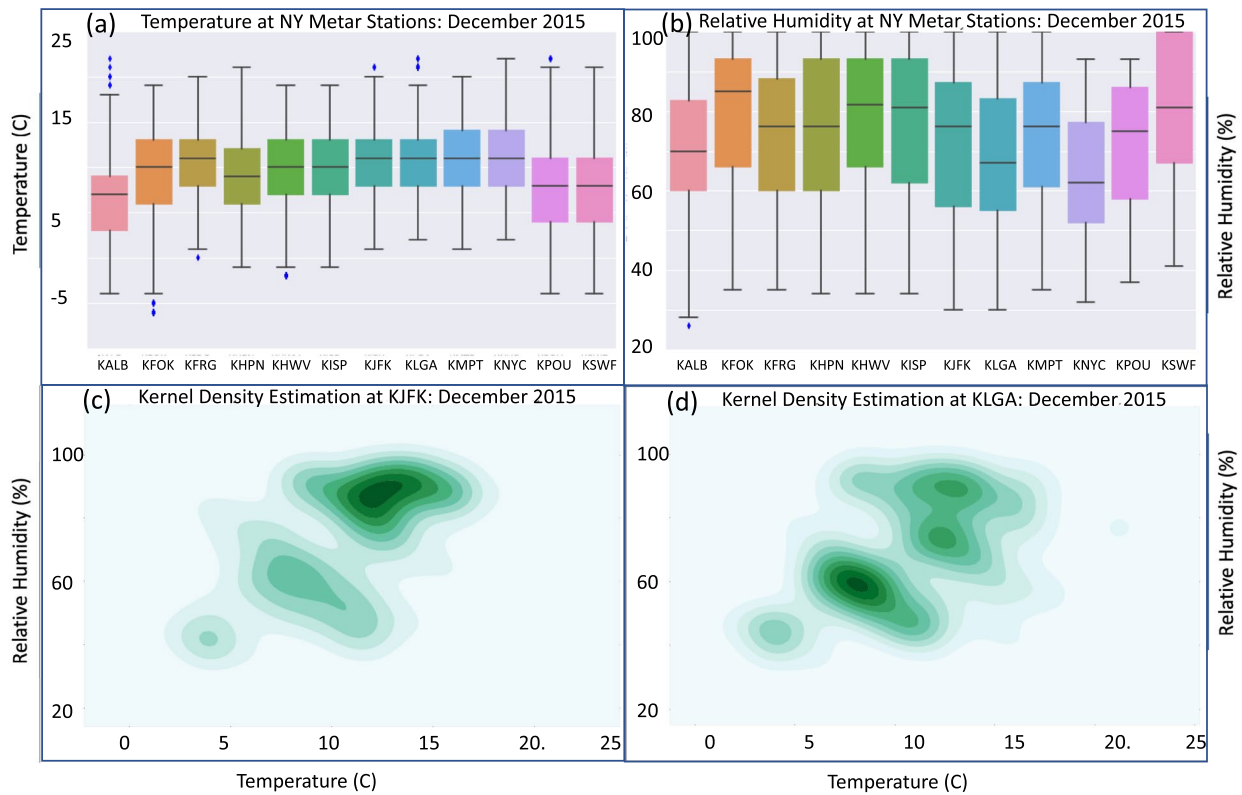 (a) Temperature at NY Metar Stations: December 2015
25
15
5
-5
Temperature (C)
KALB KFOK KFRG KHPN KHWV KISP KJFK KLGA KMPT KNYC KPOU KSWF
(b) Relative Humidity at NY Metar Stations: December 2015
100
80
60
40
20
Relative Humidity (%)
KALB KFOK KFRG KHPN KHWV KISP KJFK KLGA KMPT KNYC KPOU KSWF
(c) Kernel Density Estimation at KJFK: December 2015
100
60
20
Relative Humidity (%)
0 5 10 15 20. 25
Temperature (C)
(d) Kernel Density Estimation at KLGA: December 2015
100
60
20
Relative Humidity (%)
0 5 10 15 20. 25
Temperature (C)